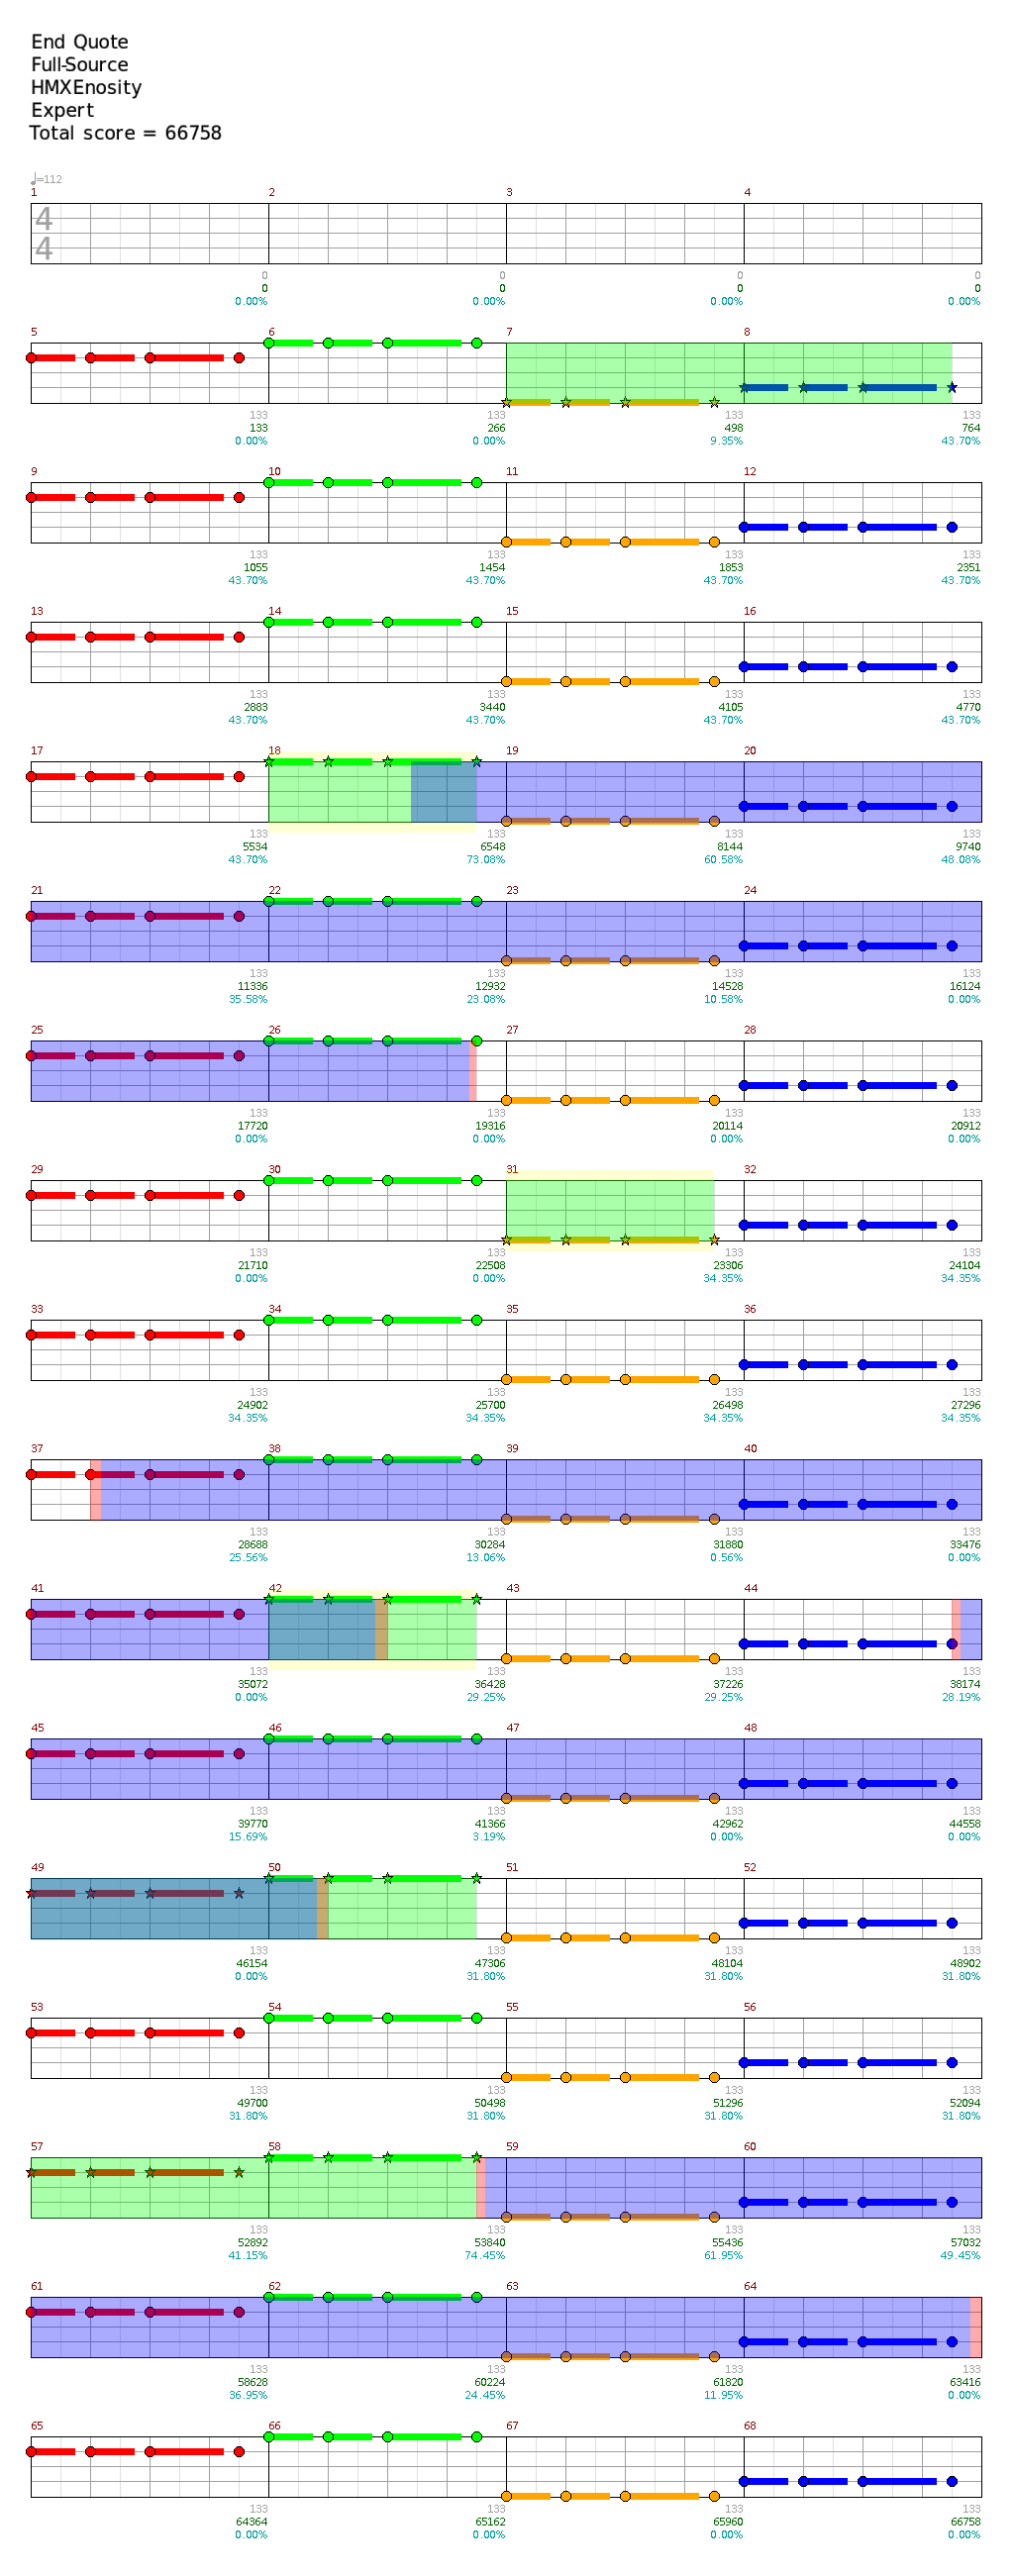 End Quote
Full-Source
HMXEnosity
Expert
Total score = 66758
♩=112
1 2 3 4
4
4
0 0 0 0
0 0 0 0
0.00% 0.00% 0.00% 0.00%
5 6 7 8
133 133 133 133
133 266 498 764
0.00% 0.00% 9.35% 43.70%
9 10 11 12
133 133 133 133
1055 1454 1853 2351
43.70% 43.70% 43.70% 43.70%
13 14 15 16
133 133 133 133
2883 3440 4105 4770
43.70% 43.70% 43.70% 43.70%
17 18 19 20
133 133 133 133
5534 6548 8144 9740
43.70% 73.08% 60.58% 48.08%
21 22 23 24
133 133 133 133
11336 12932 14528 16124
35.58% 23.08% 10.58% 0.00%
25 26 27 28
133 133 133 133
17720 19316 20114 20912
0.00% 0.00% 0.00% 0.00%
29 30 31 32
133 133 133 133
21710 22508 23306 24104
0.00% 0.00% 34.35% 34.35%
33 34 35 36
133 133 133 133
24902 25700 26498 27296
34.35% 34.35% 34.35% 34.35%
37 38 39 40
133 133 133 133
28688 30284 31880 33476
25.56% 13.06% 0.56% 0.00%
41 42 43 44
133 133 133 133
35072 36428 37226 38174
0.00% 29.25% 29.25% 28.19%
45 46 47 48
133 133 133 133
39770 41366 42962 44558
15.69% 3.19% 0.00% 0.00%
49 50 51 52
133 133 133 133
46154 47306 48104 48902
0.00% 31.80% 31.80% 31.80%
53 54 55 56
133 133 133 133
49700 50498 51296 52094
31.80% 31.80% 31.80% 31.80%
57 58 59 60
133 133 133 133
52892 53840 55436 57032
41.15% 74.45% 61.95% 49.45%
61 62 63 64
133 133 133 133
58628 60224 61820 63416
36.95% 24.45% 11.95% 0.00%
65 66 67 68
133 133 133 133
64364 65162 65960 66758
0.00% 0.00% 0.00% 0.00%